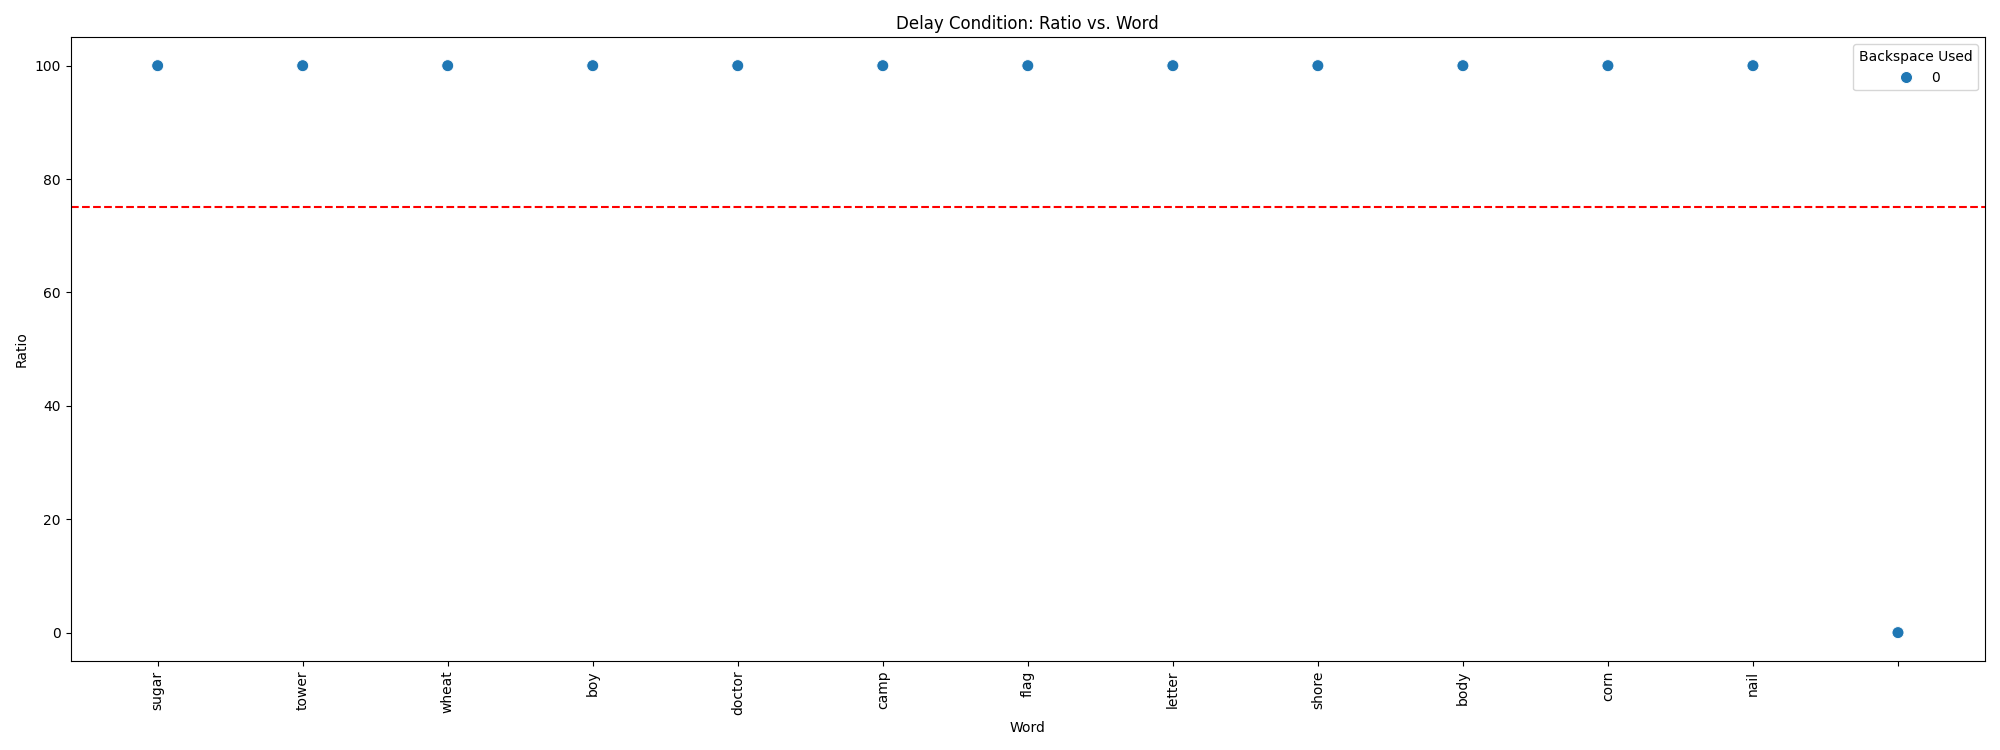 Delay Condition: Ratio vs. Word
Backspace Used
0
100
80
60
40
20
0
Ratio
sugar
tower
wheat
boy
doctor
camp
flag
letter
shore
body
corn
nail
Word